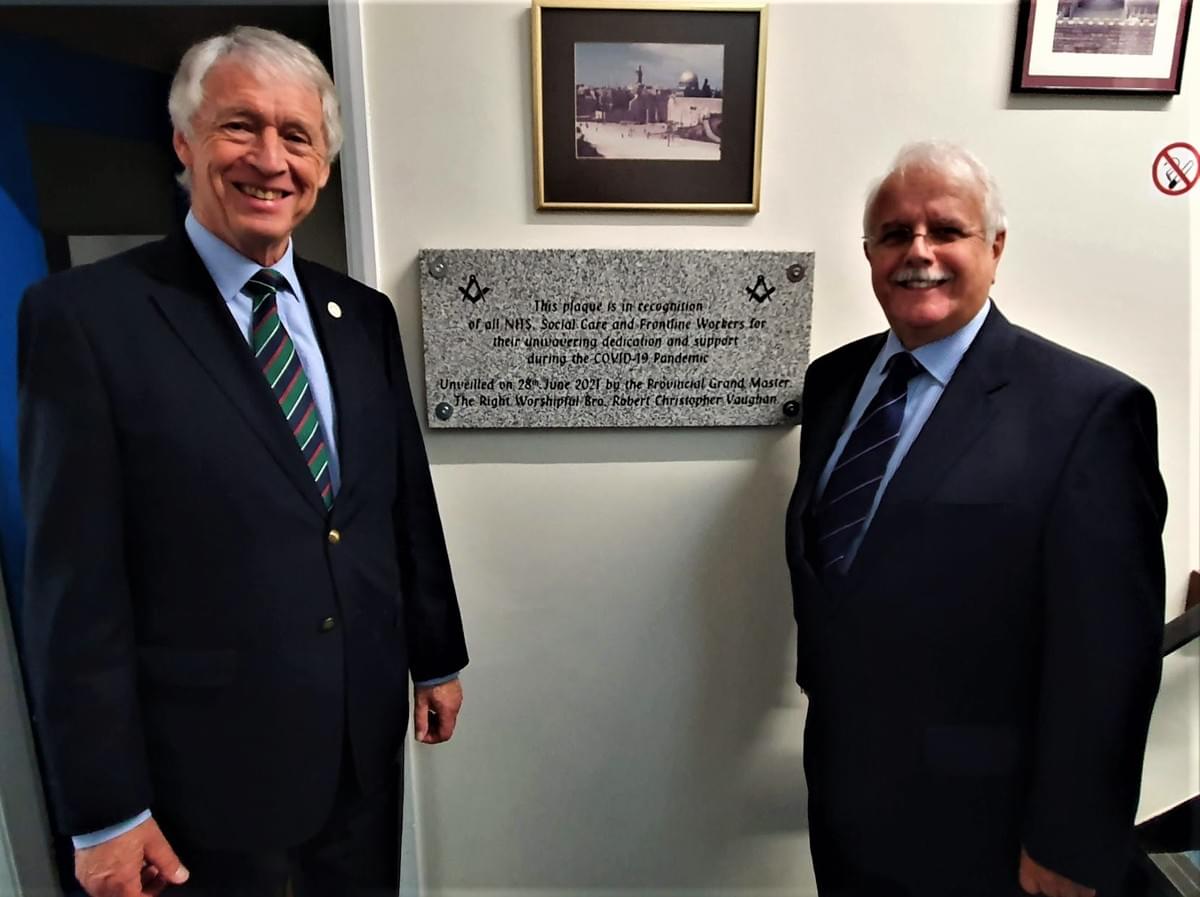 This plaque is in recognition
of all NHS, Social Care and Frontline Workers for
their unwavering dedication and support
during the COVID-19 Pandemic
Unveilled on 28th June 2021 by the Provincial Grand Master
The Right Worshipful Bro. Robert Christopher Vaughan